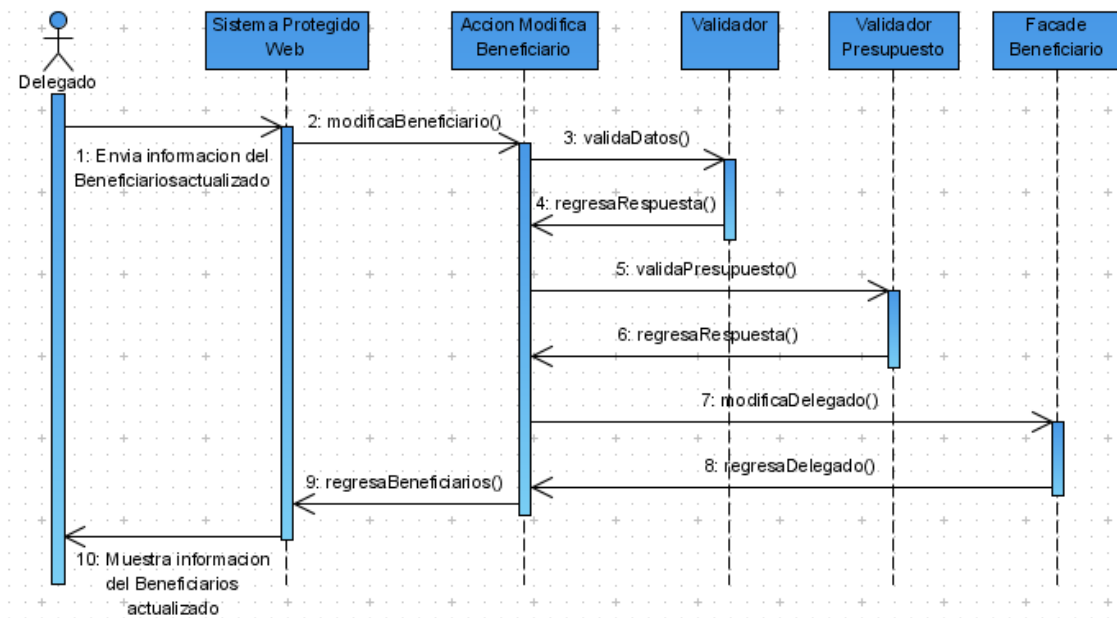 Sistema Protegido
Web
Accion Modifica
Beneficiario
Validador
Validador
Presupuesto
Facade
Beneficiario
Delegado
1: Envia informacion del
Beneficiariosactualizado
2: modificaBeneficiario()
3: validaDatos()
4: regresaRespuesta()
5: validaPresupuesto()
6: regresaRespuesta()
7: modificaDelegado()
8: regresaDelegado()
9: regresaBeneficiarios()
10: Muestra informacion
del Beneficiarios
actualizado